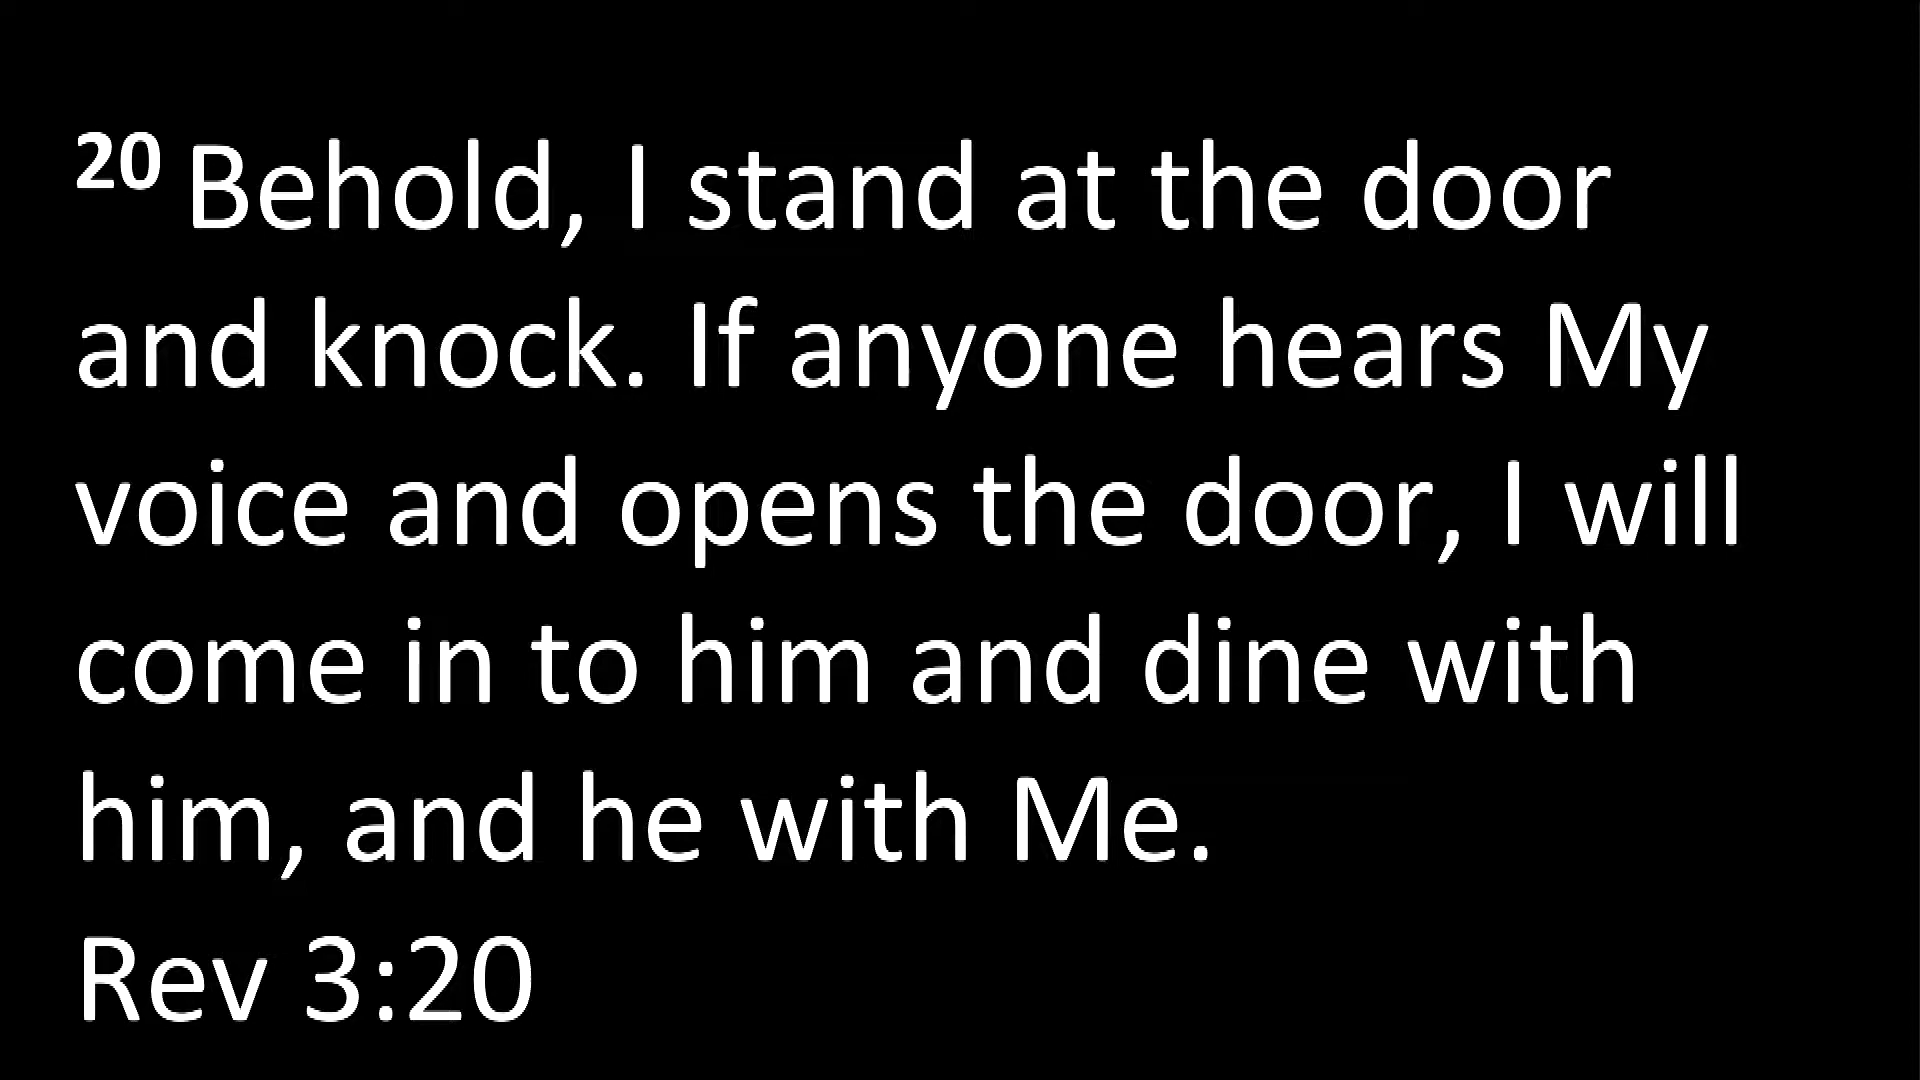 20 Behold, I stand at the door
and knock. If anyone hears My
voice and opens the door, I will
come in to him and dine with
him, and he with Me.
Rev 3:20